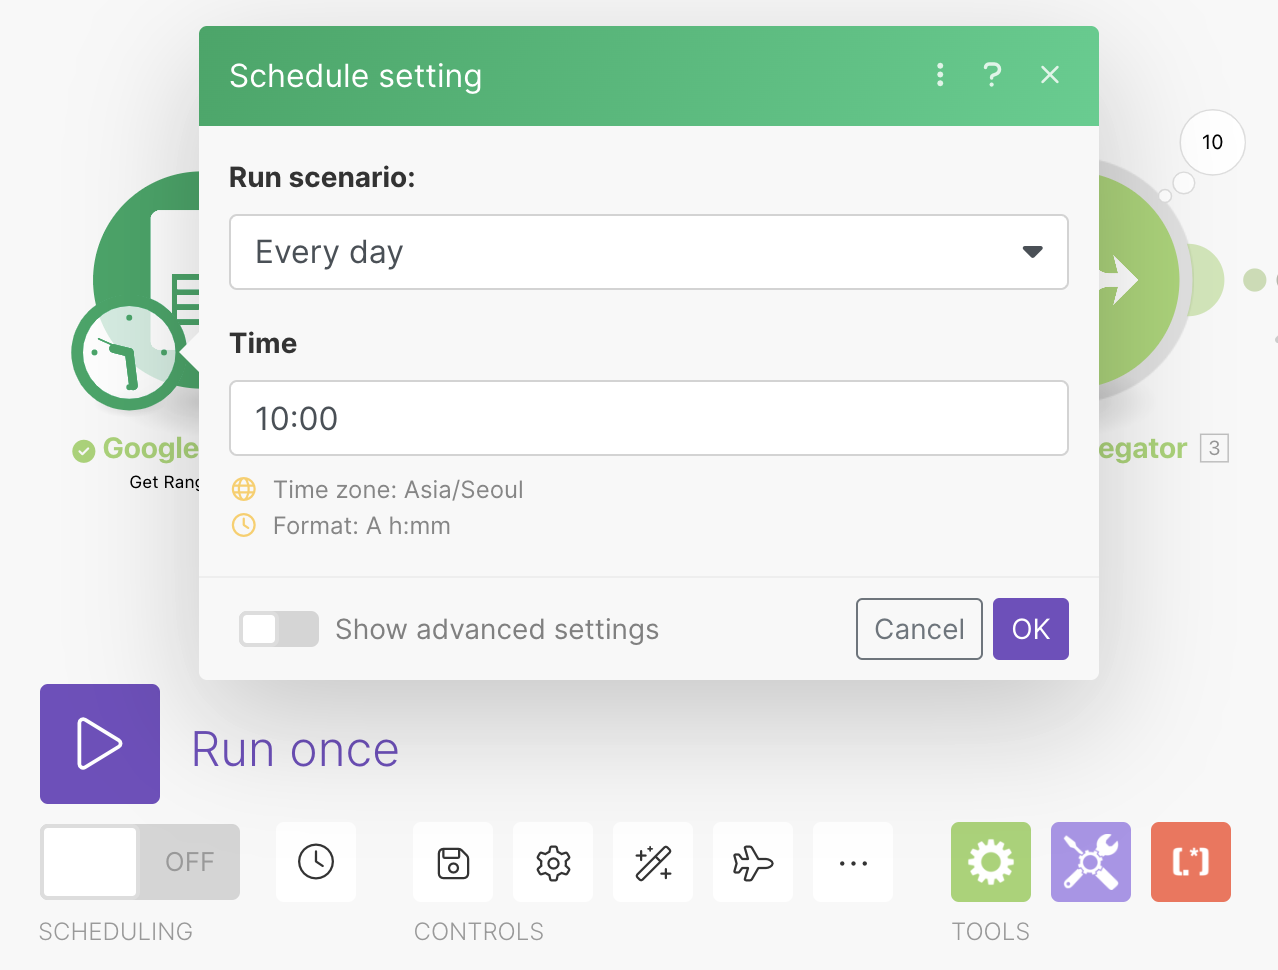 Schedule setting
10
Run scenario:
Every day
Time
10:00
Google
egator 3
Get Rang
Time zone: Asia/Seoul
Format: A h:mm
Show advanced settings
Cancel
OK
Run once
OFF
[.*]
SCHEDULING
CONTROLS
TOOLS